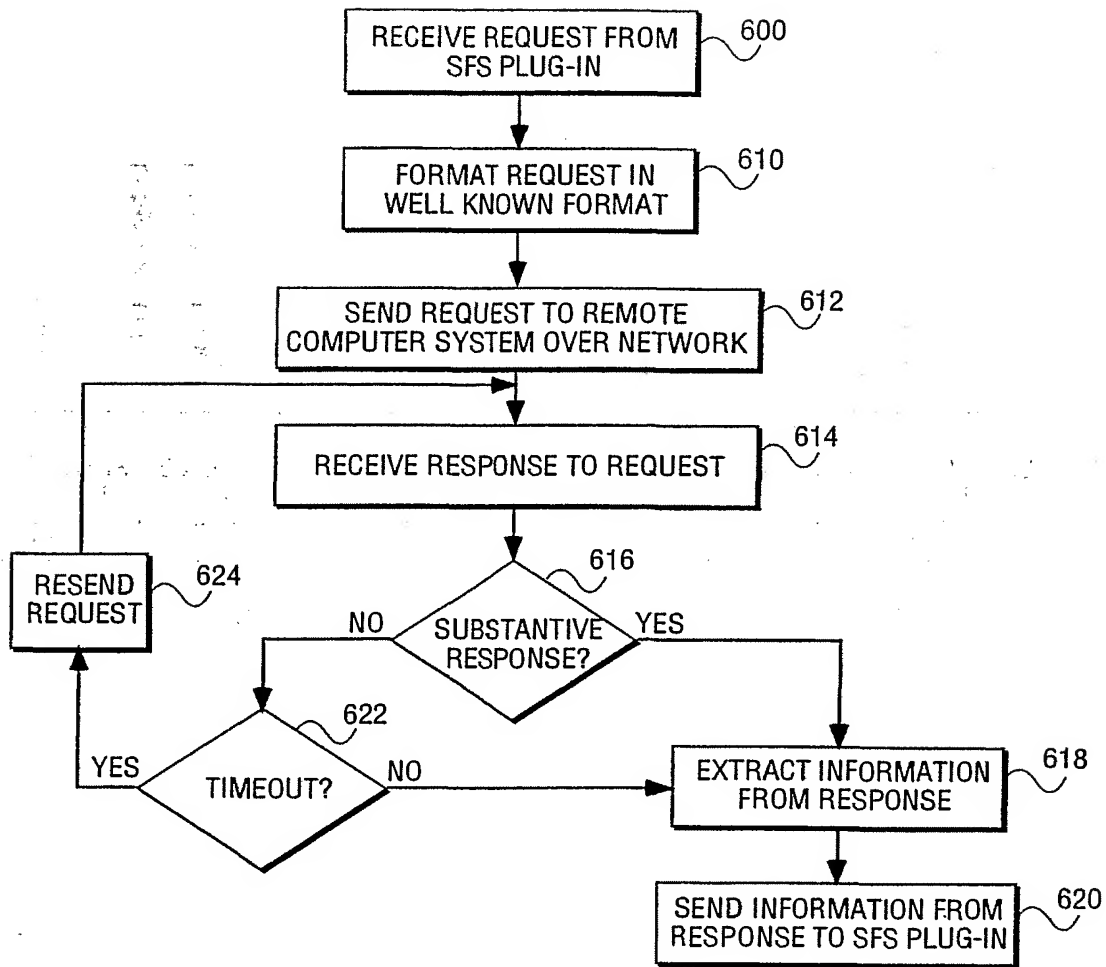 RECEIVE REQUEST FROM
SFS PLUG-IN
600
FORMAT REQUEST IN
WELL KNOWN FORMAT
610
SEND REQUEST TO REMOTE
COMPUTER SYSTEM OVER NETWORK
612
RECEIVE RESPONSE TO REQUEST
614
SUBSTANTIVE
RESPONSE?
616
NO
YES
RESEND
REQUEST
624
TIMEOUT?
622
YES
NO
EXTRACT INFORMATION
FROM RESPONSE
618
SEND INFORMATION FROM
RESPONSE TO SFS PLUG-IN
620